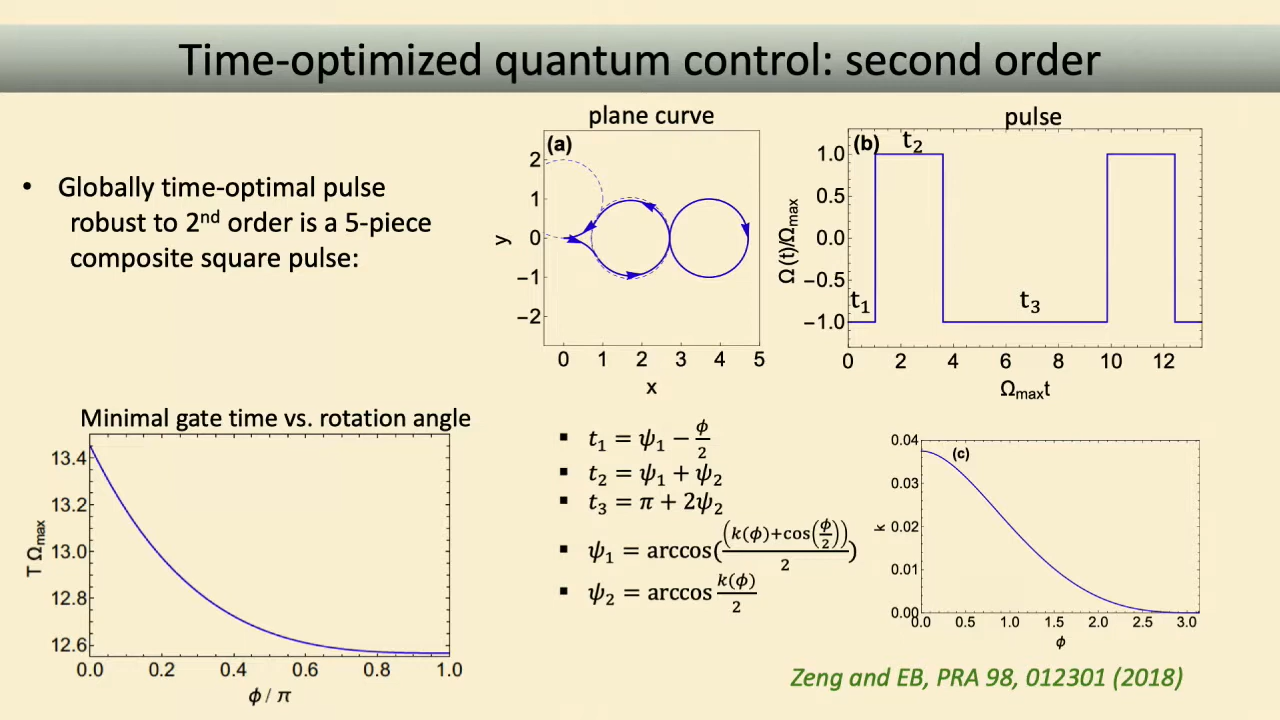 Time-optimized quantum control: second order
• Globally time-optimal pulse
robust to 2nd order is a 5-piece
composite square pulse:
plane curve
(a)
2
1
0
−1
−2
y
0 1 2 3 4 5
x
pulse
(b)
t₂
t₁
t₃
1.0
0.5
0.0
−0.5
−1.0
Ω(t)/Ωmax
0 2 4 6 8 10 12
Ωmaxt
Minimal gate time vs. rotation angle
13.4
13.2
13.0
12.8
12.6
T Ωmax
0.0 0.2 0.4 0.6 0.8 1.0
ϕ / π
▪ t₁ = ψ₁ − ϕ/2
▪ t₂ = ψ₁ + ψ₂
▪ t₃ = π + 2ψ₂
▪ ψ₁ = arccos((k(ϕ)+cos(ϕ/2))/2)
▪ ψ₂ = arccos k(ϕ)/2
(c)
0.04
0.03
0.02
0.01
0.00
k
0.0 0.5 1.0 1.5 2.0 2.5 3.0
ϕ
Zeng and EB, PRA 98, 012301 (2018)